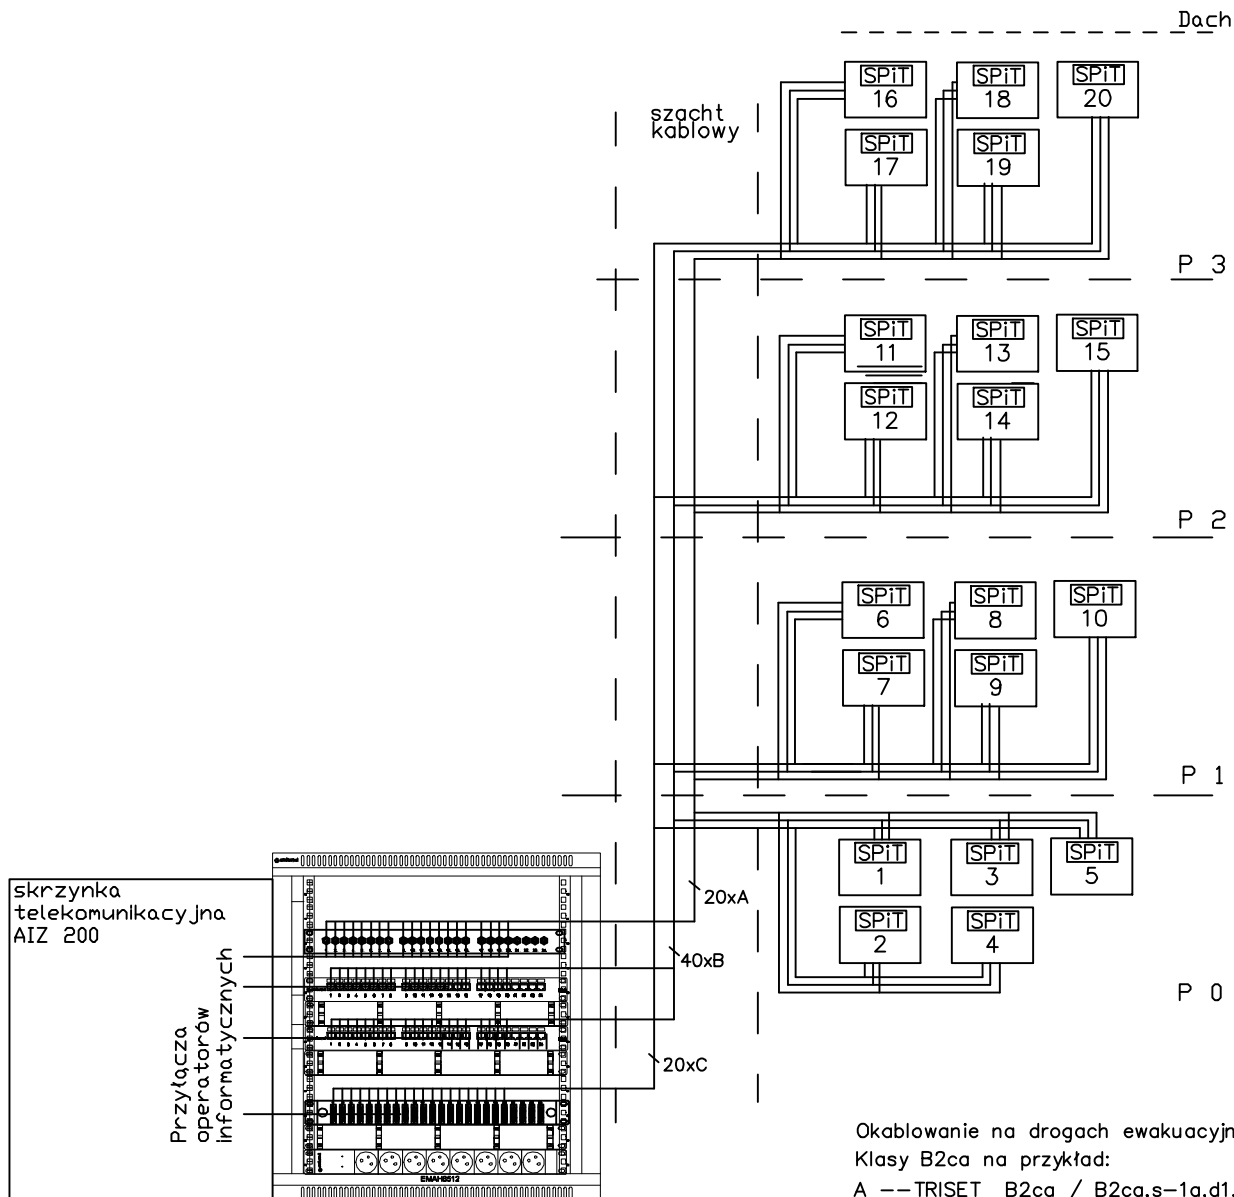 Dach
SPiT
16
SPiT
18
SPiT
20
szacht
kablowy
SPiT
17
SPiT
19
P 3
SPiT
11
SPiT
13
SPiT
15
SPiT
12
SPiT
14
P 2
SPiT
6
SPiT
8
SPiT
10
SPiT
7
SPiT
9
P 1
SPiT
1
SPiT
3
SPiT
5
SPiT
2
SPiT
4
P 0
skrzynka
telekomunikacyjna
AIZ 200
20xA
40xB
20xC
Przyłącza
operatorów
informatycznych
EMAH8512
Okablowanie na drogach ewakuacyjn
Klasy B2ca na przykład:
A --TRISET B2ca / B2ca.s-1a.d1.